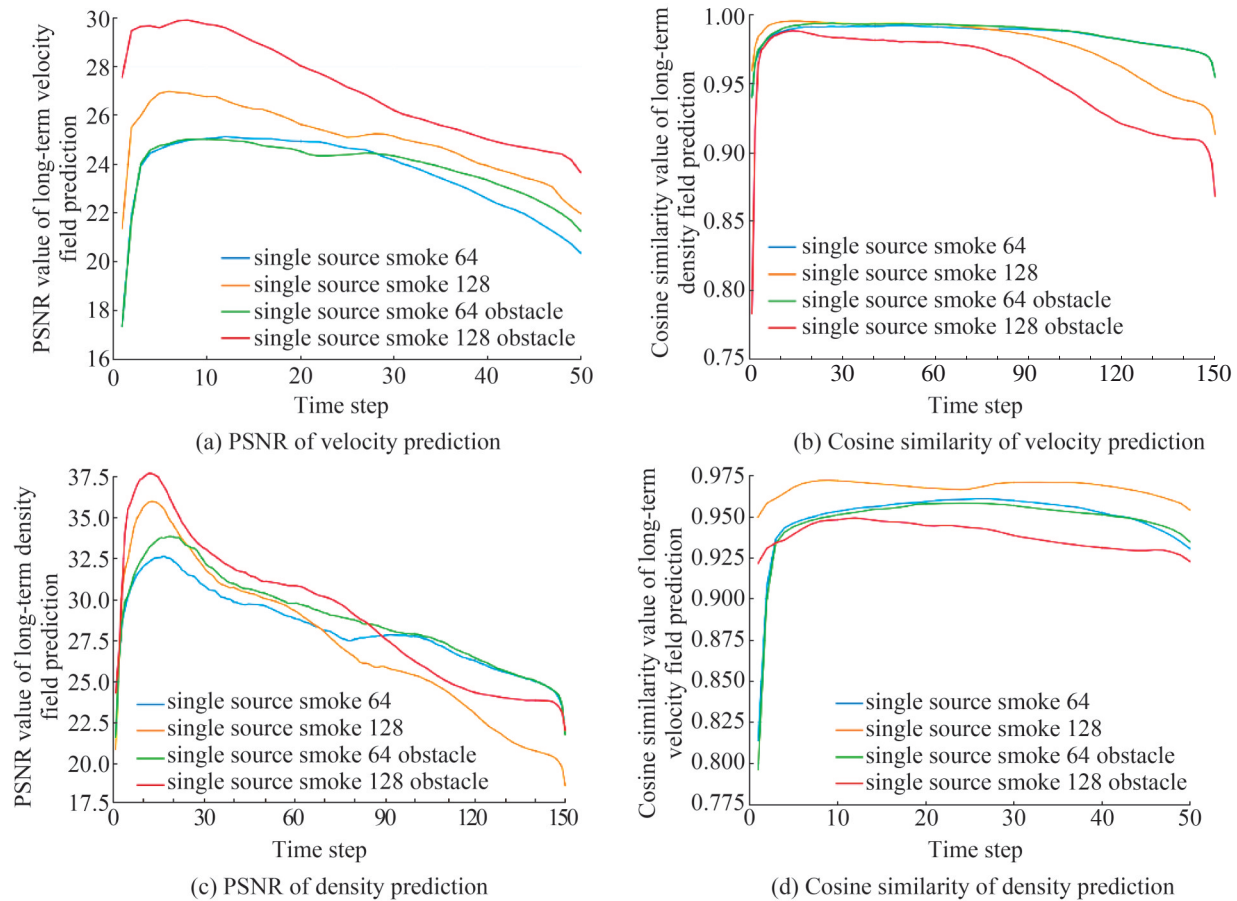 PSNR value of long-term velocity
field prediction
30
28
26
24
22
20
18
16
single source smoke 64
single source smoke 128
single source smoke 64 obstacle
single source smoke 128 obstacle
0 10 20 30 40 50
Time step
(a) PSNR of velocity prediction
Cosine similarity value of long-term
density field prediction
1.00
0.95
0.90
0.85
0.80
0.75
single source smoke 64
single source smoke 128
single source smoke 64 obstacle
single source smoke 128 obstacle
0 30 60 90 120 150
Time step
(b) Cosine similarity of velocity prediction
PSNR value of long-term density
field prediction
37.5
35.0
32.5
30.0
27.5
25.0
22.5
20.0
17.5
single source smoke 64
single source smoke 128
single source smoke 64 obstacle
single source smoke 128 obstacle
0 30 60 90 120 150
Time step
(c) PSNR of density prediction
Cosine similarity value of long-term
velocity field prediction
0.975
0.950
0.925
0.900
0.875
0.850
0.825
0.800
0.775
single source smoke 64
single source smoke 128
single source smoke 64 obstacle
single source smoke 128 obstacle
0 10 20 30 40 50
Time step
(d) Cosine similarity of density prediction